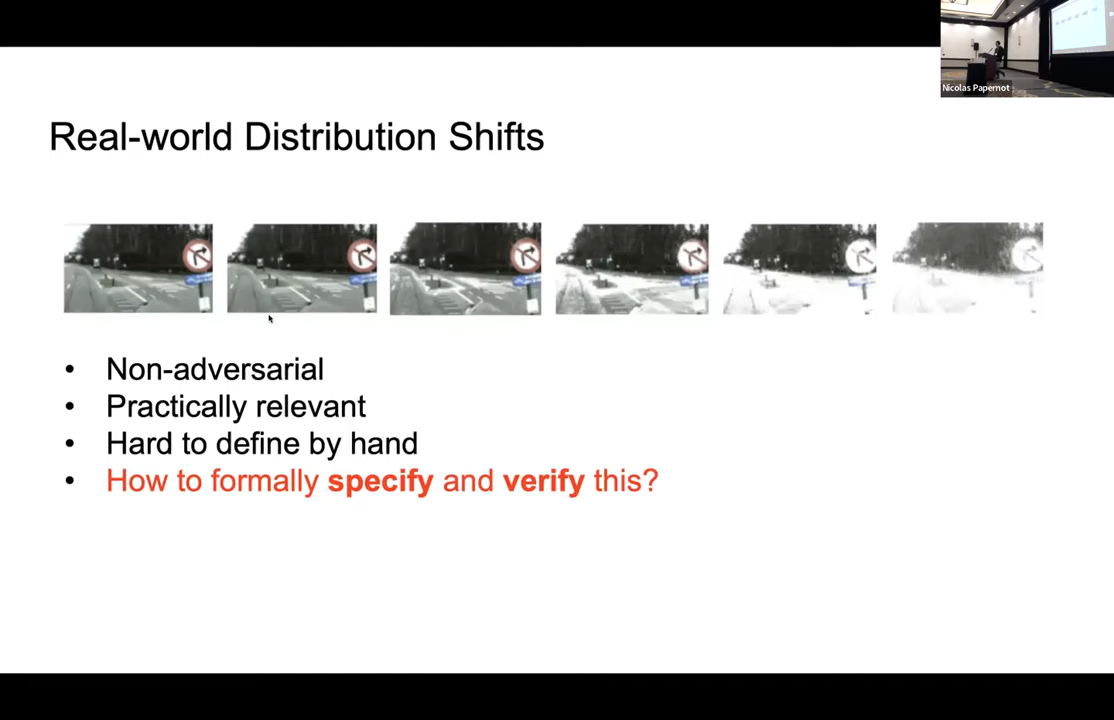 Nicolas Papernot
Real-world Distribution Shifts
• Non-adversarial
• Practically relevant
• Hard to define by hand
• How to formally specify and verify this?